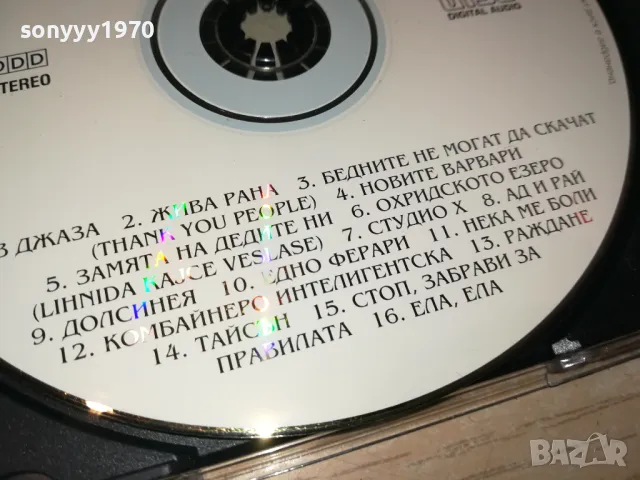 sonyyy1970
DDD
STEREO
DIGITAL AUDIO
З ДЖАЗА 2. ЖИВА РАНА 3. БЕДНИТЕ НЕ МОГАТ ДА СКАЧАТ
(THANK YOU PEOPLE) 4. НОВИТЕ ВАРВАРИ
5. ЗАМЯТА НА ДЕДИТЕ НИ 6. ОХРИДСКОТО ЕЗЕРО
(LIHNIDA KAJCE VESLASE) 7. СТУДИО Х 8. АД И РАЙ
9. ДОЛСИНЕЯ 10. ЕДНО ФЕРАРИ 11. НЕКА МЕ БОЛИ
12. КОМБАЙНЕРО ИНТЕЛИГЕНТСКА 13. РАЖДАНЕ
14. ТАЙСЪН 15. СТОП, ЗАБРАВИ ЗА
ПРАВИЛАТА 16. ЕЛА, ЕЛА
BAZAR
bg